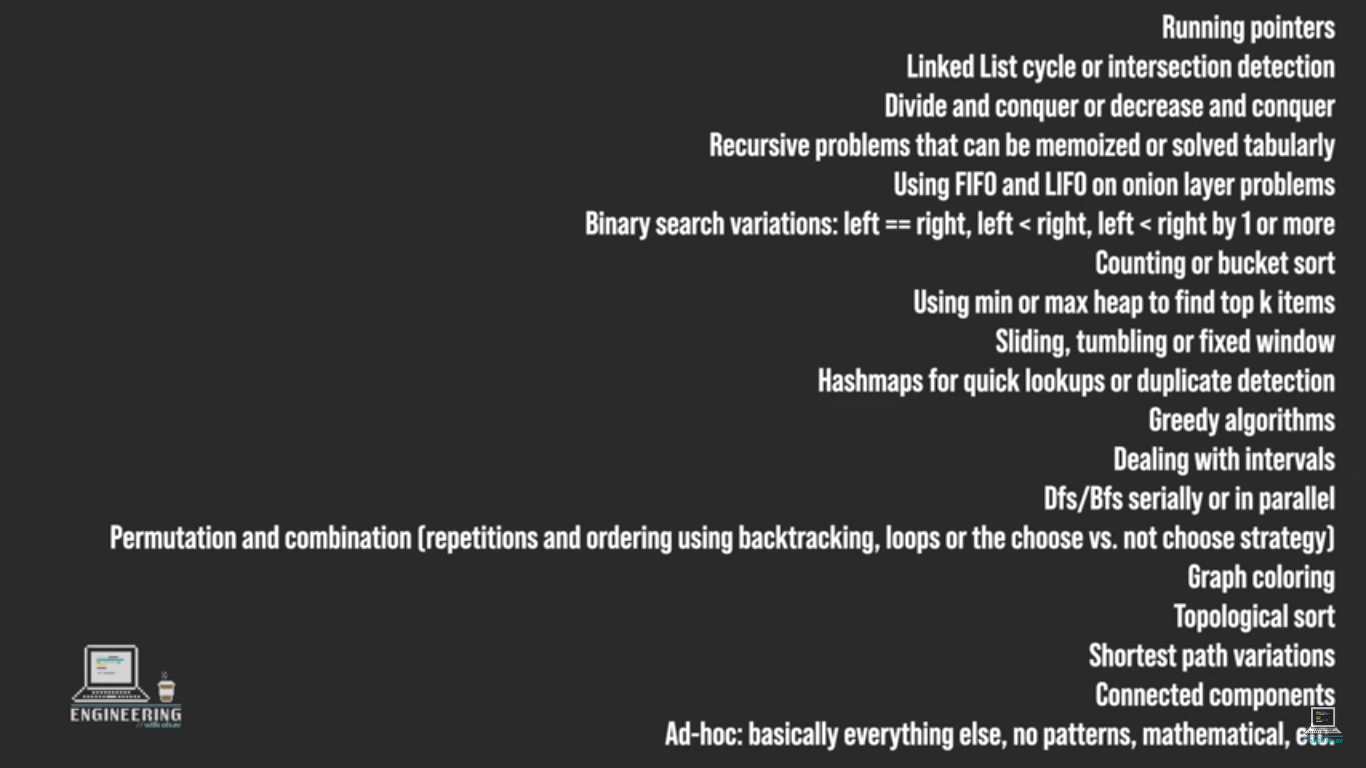 Running pointers
Linked List cycle or intersection detection
Divide and conquer or decrease and conquer
Recursive problems that can be memoized or solved tabularly
Using FIFO and LIFO on onion layer problems
Binary search variations: left == right, left < right, left < right by 1 or more
Counting or bucket sort
Using min or max heap to find top k items
Sliding, tumbling or fixed window
Hashmaps for quick lookups or duplicate detection
Greedy algorithms
Dealing with intervals
Dfs/Bfs serially or in parallel
Permutation and combination (repetitions and ordering using backtracking, loops or the choose vs. not choose strategy)
Graph coloring
Topological sort
Shortest path variations
Connected components
Ad-hoc: basically everything else, no patterns, mathematical,
ENGINEERING